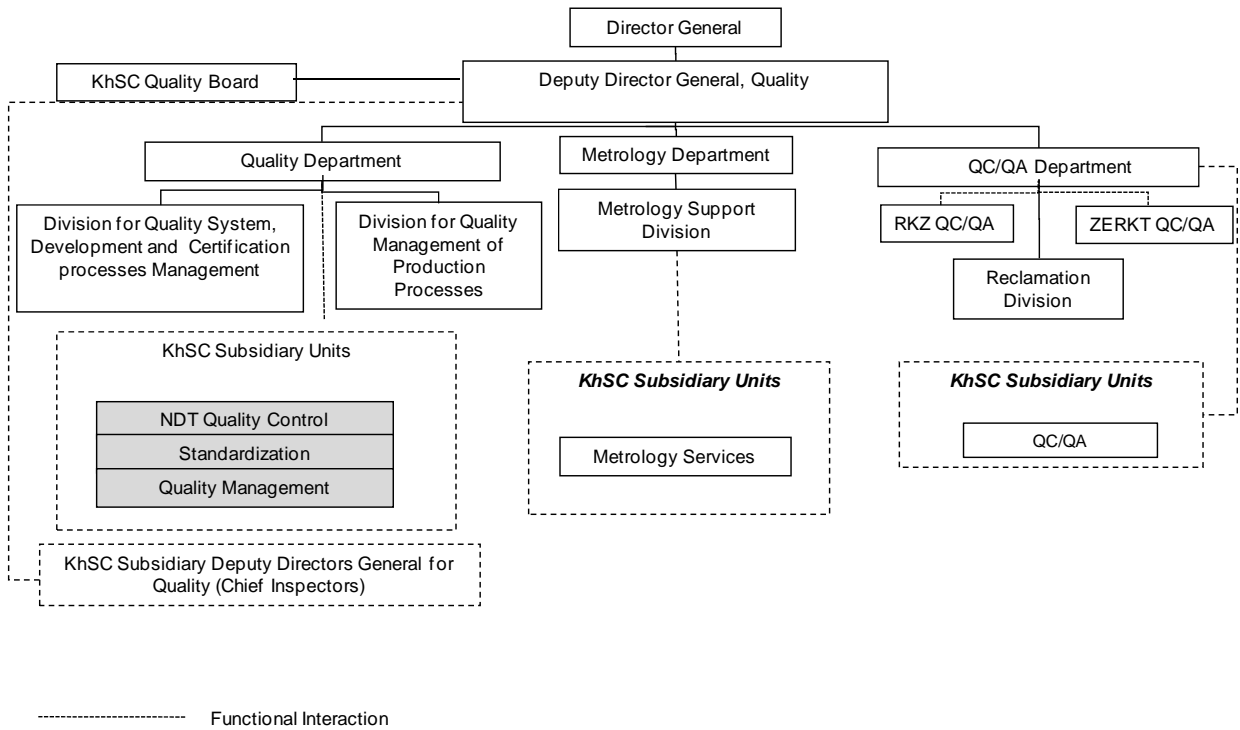 Director General
KhSC Quality Board
Deputy Director General, Quality
Quality Department
Metrology Department
QC/QA Department
Division for Quality System,
Development and Certification
processes Management
Division for Quality
Management of
Production
Processes
Metrology Support
Division
RKZ QC/QA
ZERKT QC/QA
Reclamation
Division
KhSC Subsidiary Units
NDT Quality Control
Standardization
Quality Management
KhSC Subsidiary Units
Metrology Services
KhSC Subsidiary Units
QC/QA
KhSC Subsidiary Deputy Directors General for
Quality (Chief Inspectors)
Functional Interaction